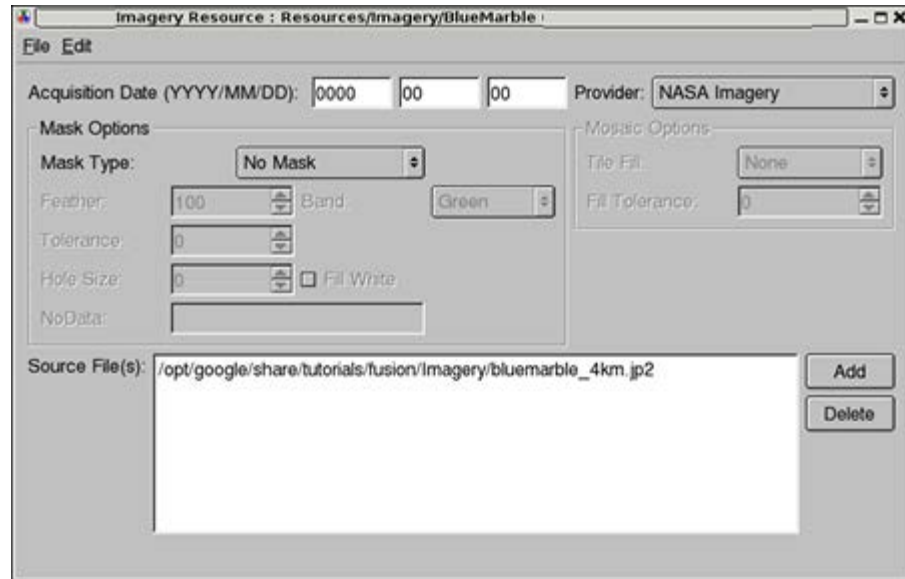 Imagery Resource : Resources/Imagery/BlueMarble
File Edit
Acquisition Date (YYYY/MM/DD): 0000 00 00 Provider: NASA Imagery
Mask Options
Mosaic Options
Mask Type: No Mask
Tile Fill: None
Feather: 100 Band: Green
Fill Tolerance: 0
Tolerance: 0
Hole Size: 0 Fill White
NoData:
Source File(s): /opt/google/share/tutorials/fusion/Imagery/bluemarble_4km.jp2
Add
Delete